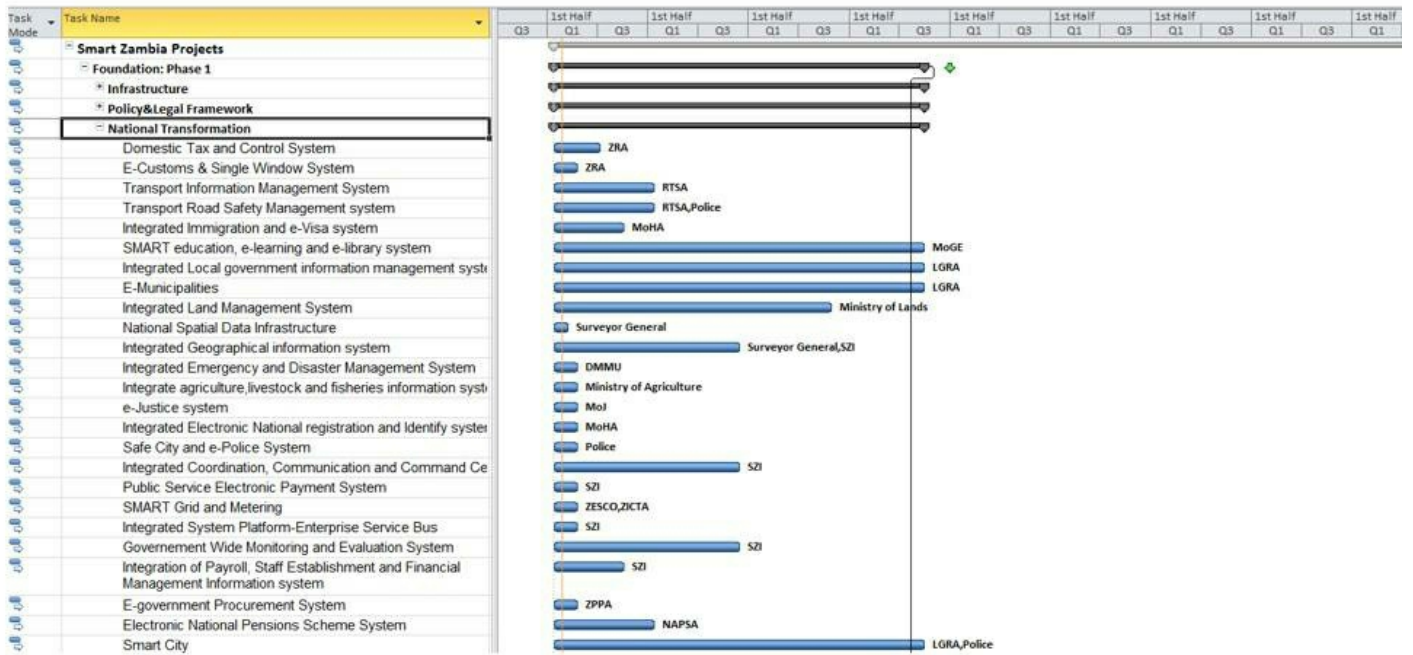 Task Mode Task Name 1st Half 1st Half 1st Half 1st Half 1st Half 1st Half 1st Half 1st Half 1st Half
Q3 Q1 Q3 Q1 Q3 Q1 Q3 Q1 Q3 Q1 Q3 Q1 Q3 Q1 Q3 Q1 Q3 Q1
Smart Zambia Projects
Foundation: Phase 1
Infrastructure
Policy&Legal Framework
National Transformation
Domestic Tax and Control System ZRA
E-Customs & Single Window System ZRA
Transport Information Management System RTSA
Transport Road Safety Management system RTSA,Police
Integrated Immigration and e-Visa system MoHA
SMART education, e-learning and e-library system MoGE
Integrated Local government information management syst LGRA
E-Municipalities LGRA
Integrated Land Management System Ministry of Lands
National Spatial Data Infrastructure Surveyor General
Integrated Geographical information system Surveyor General,SZI
Integrated Emergency and Disaster Management System DMMU
Integrate agriculture,livestock and fisheries information syst Ministry of Agriculture
e-Justice system MoJ
Integrated Electronic National registration and Identify syster MoHA
Safe City and e-Police System Police
Integrated Coordination, Communication and Command Ce SZI
Public Service Electronic Payment System SZI
SMART Grid and Metering ZESCO,ZICTA
Integrated System Platform-Enterprise Service Bus SZI
Governement Wide Monitoring and Evaluation System SZI
Integration of Payroll, Staff Establishment and Financial SZI
Management Information system
E-government Procurement System ZPPA
Electronic National Pensions Scheme System NAPSA
Smart City LGRA,Police